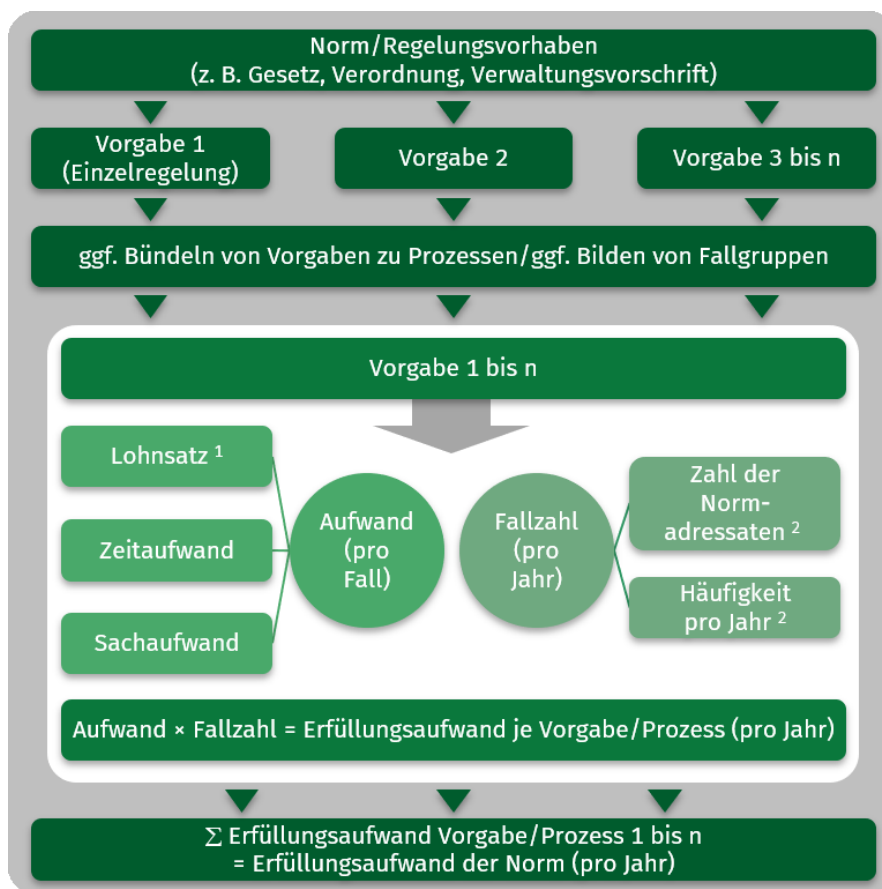 Norm/Regelungsvorhaben
(z. B. Gesetz, Verordnung, Verwaltungsvorschrift)
Vorgabe 1
(Einzelregelung)
Vorgabe 2
Vorgabe 3 bis n
ggf. Bündeln von Vorgaben zu Prozessen/ggf. Bilden von Fallgruppen
Vorgabe 1 bis n
Lohnsatz ¹
Zeitaufwand
Sachaufwand
Aufwand
(pro
Fall)
Fallzahl
(pro
Jahr)
Zahl der
Norm-
adressaten ²
Häufigkeit
pro Jahr ²
Aufwand × Fallzahl = Erfüllungsaufwand je Vorgabe/Prozess (pro Jahr)
∑ Erfüllungsaufwand Vorgabe/Prozess 1 bis n
= Erfüllungsaufwand der Norm (pro Jahr)